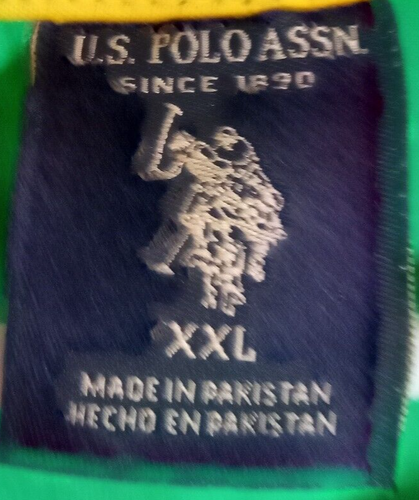 U.S. POLO ASSN.
SINCE 1890
XXL
MADE IN PAKISTAN
HECHO EN PAKISTAN